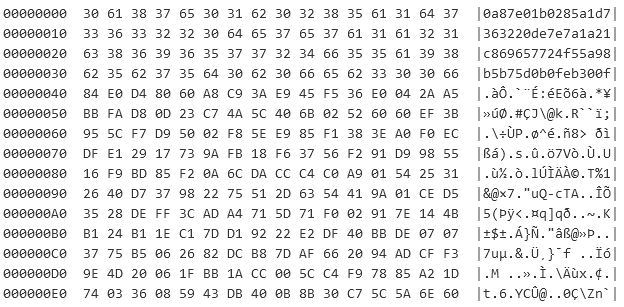 00000000 30 61 38 37 65 30 31 62 30 32 38 35 61 31 64 37 |0a87e01b0285a1d7|
00000010 33 36 33 32 32 30 64 65 37 65 37 61 31 61 32 31 |363220de7e7a1a21|
00000020 63 38 36 39 36 35 37 37 32 34 66 35 35 61 39 38 |c869657724f55a98|
00000030 62 35 62 37 35 64 30 62 30 66 65 62 33 30 30 66 |b5b75d0b0feb300f|
00000040 84 E0 D4 80 60 A8 C9 3A E9 45 F5 36 E0 04 2A A5 |.àÔ.`¨É:éEõ6à.*¥|
00000050 BB FA D8 0D 23 C7 4A 5C 40 6B 02 52 60 60 EF 3B |»úØ.#ÇJ\@k.R``ï;|
00000060 95 5C F7 D9 50 02 F8 5E E9 85 F1 38 3E A0 F0 EC |.\÷ÙP.ø^é.ñ8> ðì|
00000070 DF E1 29 17 73 9A FB 18 F6 37 56 F2 91 D9 98 55 |ßá).s.û.ö7Vò.Ù.U|
00000080 16 F9 BD 85 F2 0A 6C DA CC C4 C0 A9 01 54 25 31 |.ù½.ò.lÚÌÄÀ©.T%1|
00000090 26 40 D7 37 98 22 75 51 2D 63 54 41 9A 01 CE D5 |&@×7."uQ-cTA..ÎÕ|
000000A0 35 28 DE FF 3C AD A4 71 5D 71 F0 02 91 7E 14 4B |5(Þÿ<.¤q]qð..~.K|
000000B0 B1 24 B1 1E C1 7D D1 92 22 E2 DF 40 BB DE 07 07 |±$±.Á}Ñ."âß@»Þ..|
000000C0 37 75 B5 06 26 82 DC B8 7D AF 66 20 94 AD CF F3 |7uµ.&.Ü¸}¯f ..Ïó|
000000D0 9E 4D 20 06 1F BB 1A CC 00 5C C4 F9 78 85 A2 1D |.M ..».Ì.\Äùx.¢.|
000000E0 74 03 36 08 59 43 DB 40 0B 8B 30 C7 5C 5A 6E 60 |t.6.YCÛ@..0Ç\Zn`|